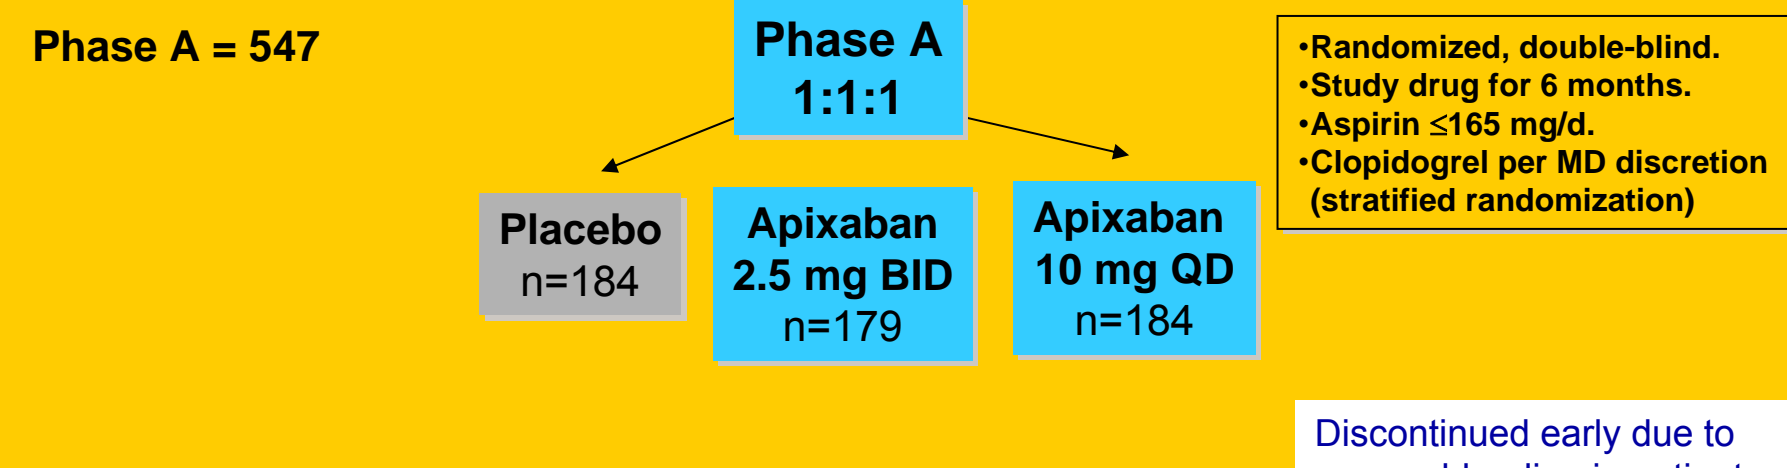 Phase A = 547
Phase A
1:1:1
•Randomized, double-blind.
•Study drug for 6 months.
•Aspirin ≤165 mg/d.
•Clopidogrel per MD discretion
(stratified randomization)
Placebo
n=184
Apixaban
2.5 mg BID
n=179
Apixaban
10 mg QD
n=184
Discontinued early due to